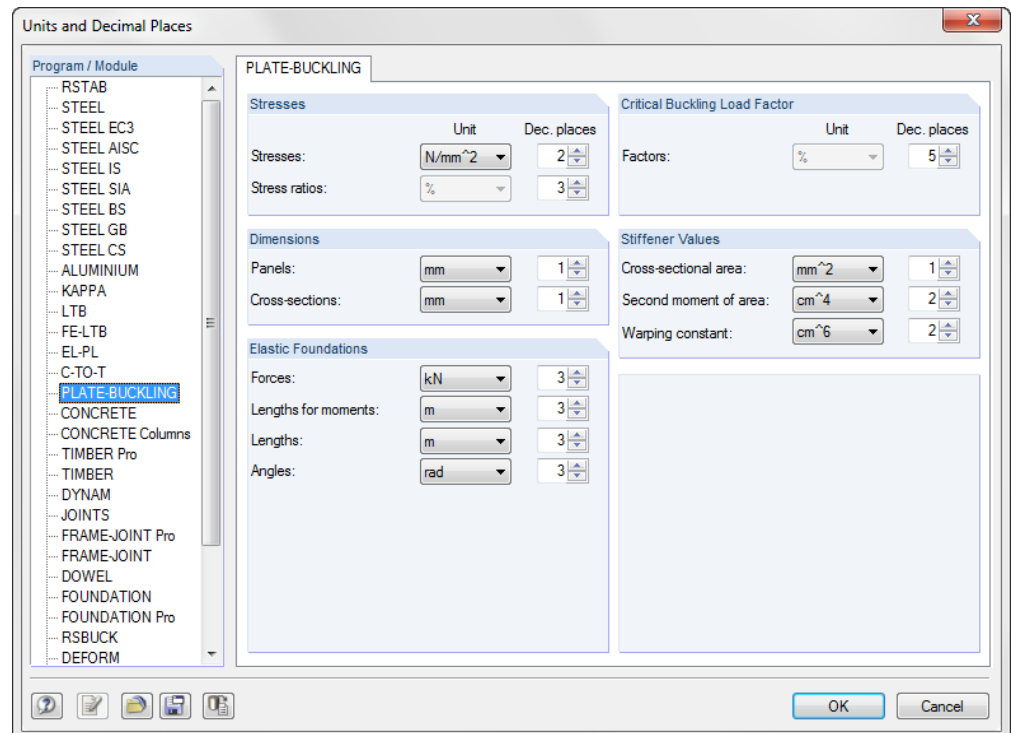 Units and Decimal Places
Program / Module
RSTAB
STEEL
STEEL EC3
STEEL AISC
STEEL IS
STEEL SIA
STEEL BS
STEEL GB
STEEL CS
ALUMINIUM
KAPPA
LTB
FE-LTB
EL-PL
C-TO-T
PLATE-BUCKLING
CONCRETE
CONCRETE Columns
TIMBER Pro
TIMBER
DYNAM
JOINTS
FRAME-JOINT Pro
FRAME-JOINT
DOWEL
FOUNDATION
FOUNDATION Pro
RSBUCK
DEFORM
PLATE-BUCKLING
Stresses
Unit Dec. places
Stresses: N/mm^2 2
Stress ratios: % 3
Dimensions
Panels: mm 1
Cross-sections: mm 1
Elastic Foundations
Forces: kN 3
Lengths for moments: m 3
Lengths: m 3
Angles: rad 3
Critical Buckling Load Factor
Unit Dec. places
Factors: % 5
Stiffener Values
Cross-sectional area: mm^2 1
Second moment of area: cm^4 2
Warping constant: cm^6 2
OK Cancel